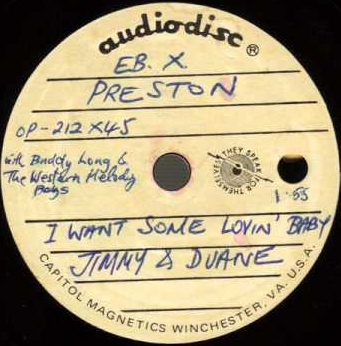 audiodisc ®
EB. X.
PRESTON
OP-212 X45
with Buddy Long &
The Western Melody
Boys
THEY SPEAK FOR THEMSELVES
1-55
I WANT SOME LOVIN' BABY
JIMMY & DUANE
CAPITOL MAGNETICS WINCHESTER, VA. U.S.A.